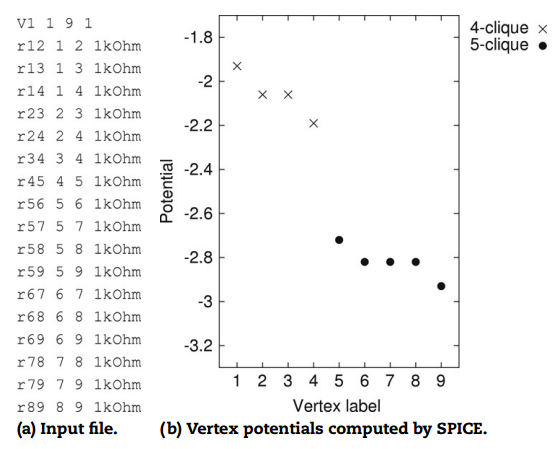 V1 1 9 1
r12 1 2 1kOhm
r13 1 3 1kOhm
r14 1 4 1kOhm
r23 2 3 1kOhm
r24 2 4 1kOhm
r34 3 4 1kOhm
r45 4 5 1kOhm
r56 5 6 1kOhm
r57 5 7 1kOhm
r58 5 8 1kOhm
r59 5 9 1kOhm
r67 6 7 1kOhm
r68 6 8 1kOhm
r69 6 9 1kOhm
r78 7 8 1kOhm
r79 7 9 1kOhm
r89 8 9 1kOhm
(a) Input file.
4-clique
5-clique
Potential
-1.8
-2
-2.2
-2.4
-2.6
-2.8
-3
-3.2
1 2 3 4 5 6 7 8 9
Vertex label
(b) Vertex potentials computed by SPICE.